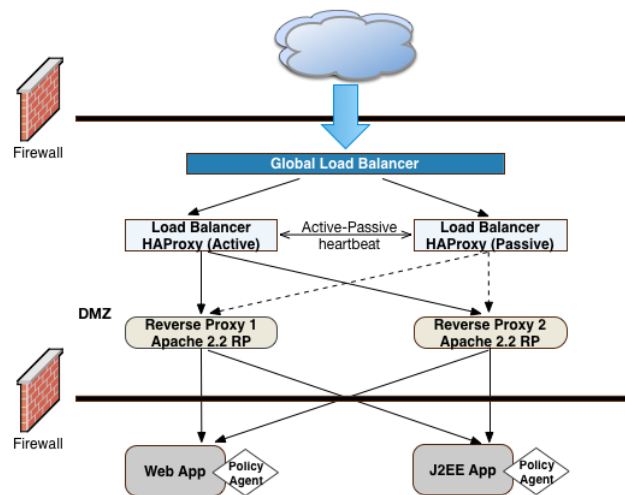 Firewall
Global Load Balancer
Load Balancer
HAProxy (Active)
Active-Passive
heartbeat
Load Balancer
HAProxy (Passive)
DMZ
Reverse Proxy 1
Apache 2.2 RP
Reverse Proxy 2
Apache 2.2 RP
Firewall
Web App
Policy
Agent
J2EE App
Policy
Agent